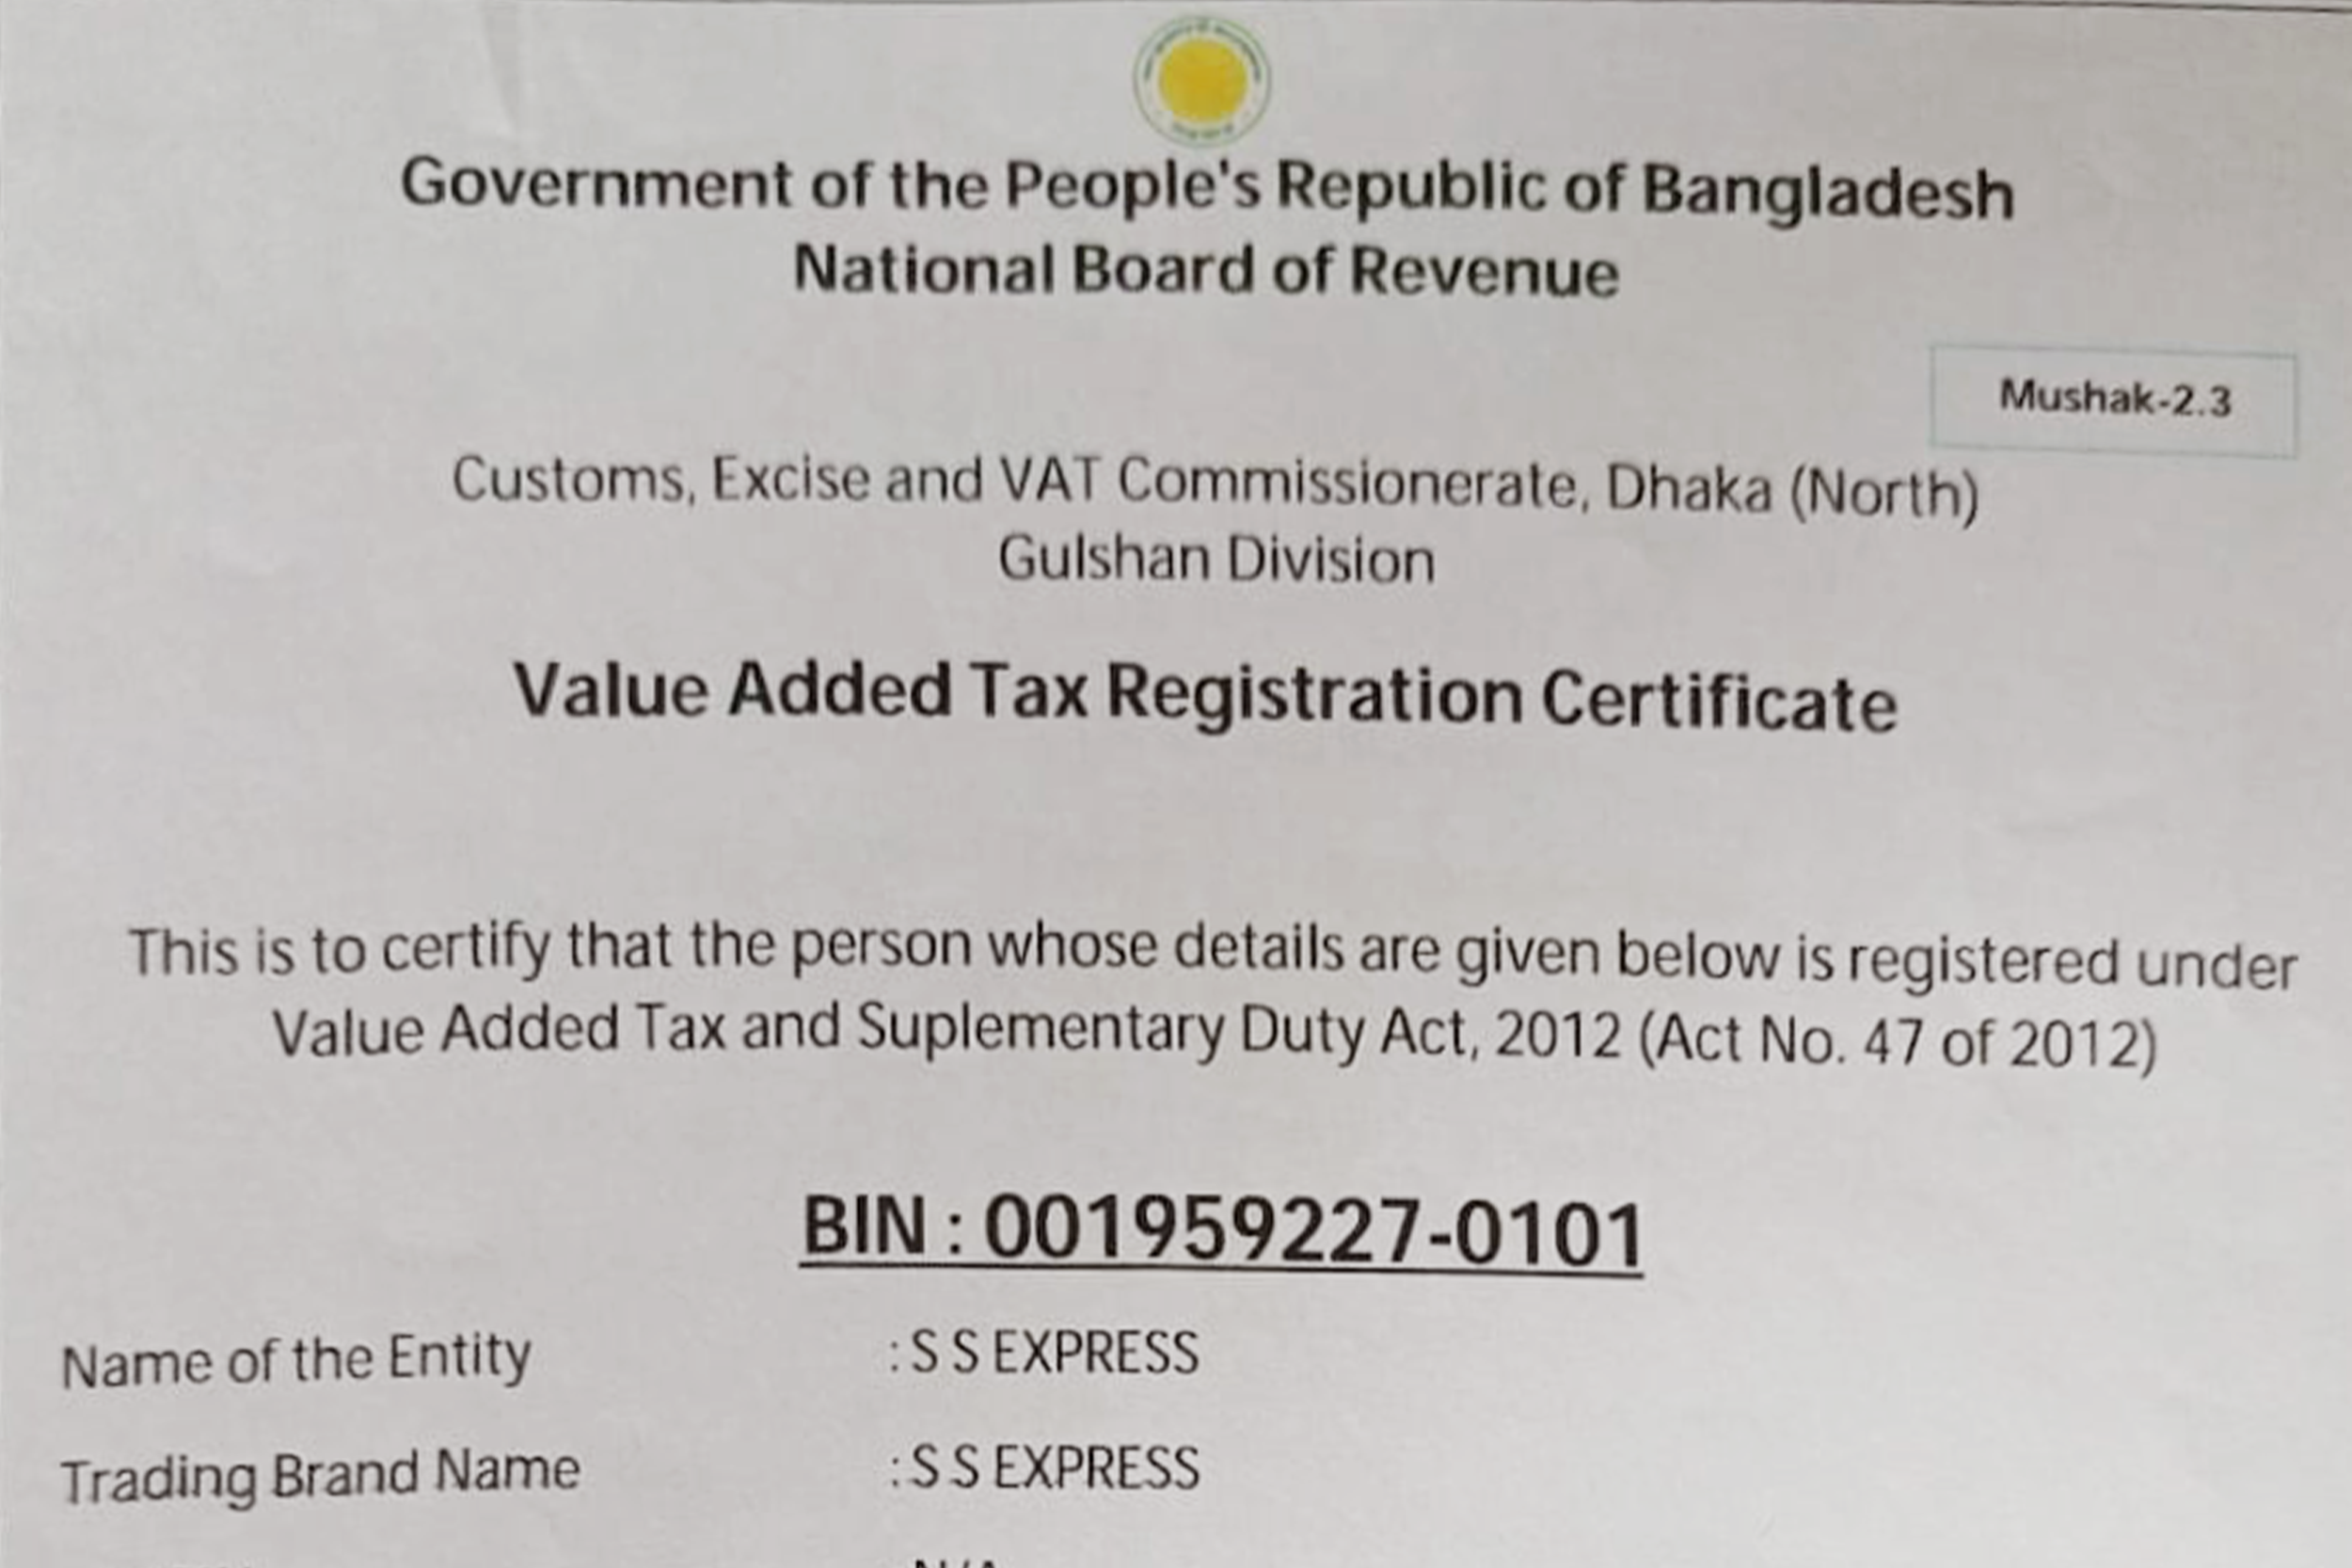 Government of the People's Republic of Bangladesh
National Board of Revenue
Mushak-2.3
Customs, Excise and VAT Commissionerate, Dhaka (North)
Gulshan Division
Value Added Tax Registration Certificate
This is to certify that the person whose details are given below is registered under
Value Added Tax and Suplementary Duty Act, 2012 (Act No. 47 of 2012)
BIN : 001959227-0101
Name of the Entity : S S EXPRESS
Trading Brand Name : S S EXPRESS